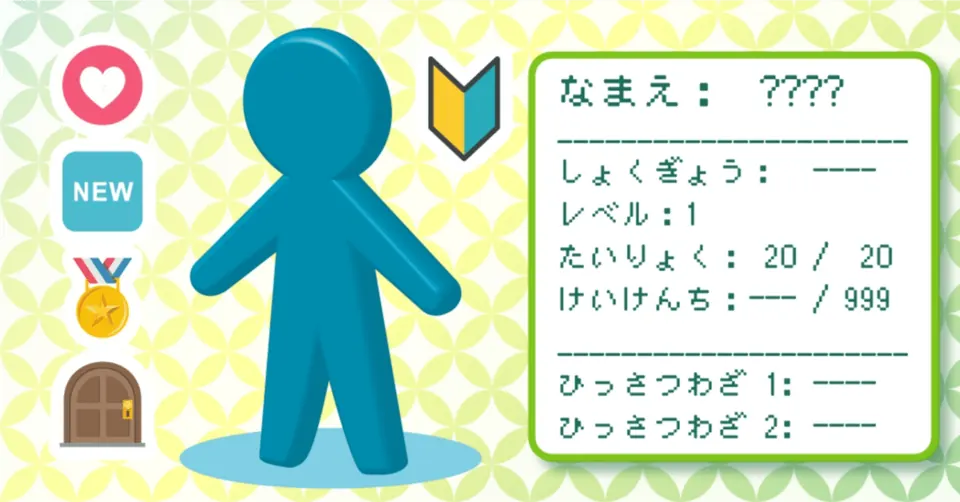 NEW
なまえ： ????
しょくぎょう： ----
レベル：1
たいりょく： 20 / 20
けいけんち：--- / 999
ひっさつわざ 1: ----
ひっさつわざ 2: ----